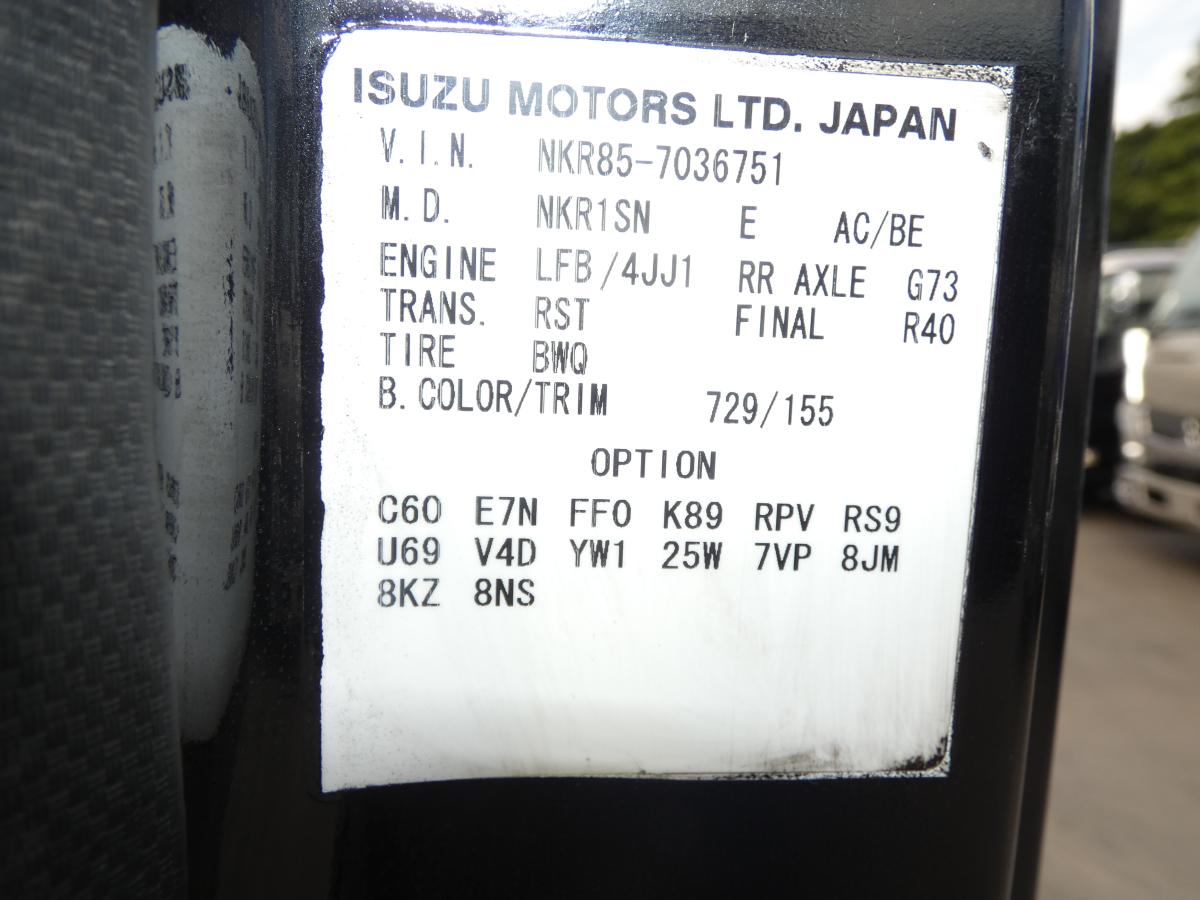 ISUZU MOTORS LTD. JAPAN
V.I.N. NKR85-7036751
M.D. NKR1SN E AC/BE
ENGINE LFB/4JJ1 RR AXLE G73
TRANS. RST FINAL R40
TIRE BWQ
B.COLOR/TRIM 729/155
OPTION
C60 E7N FF0 K89 RPV RS9
U69 V4D YW1 25W 7VP 8JM
8KZ 8NS